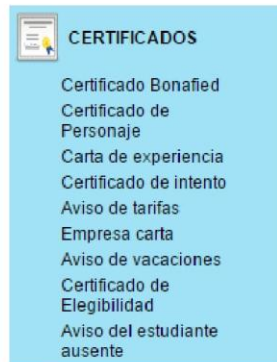 CERTIFICADOS
Certificado Bonafied
Certificado de
Personaje
Carta de experiencia
Certificado de intento
Aviso de tarifas
Empresa carta
Aviso de vacaciones
Certificado de
Elegibilidad
Aviso del estudiante
ausente